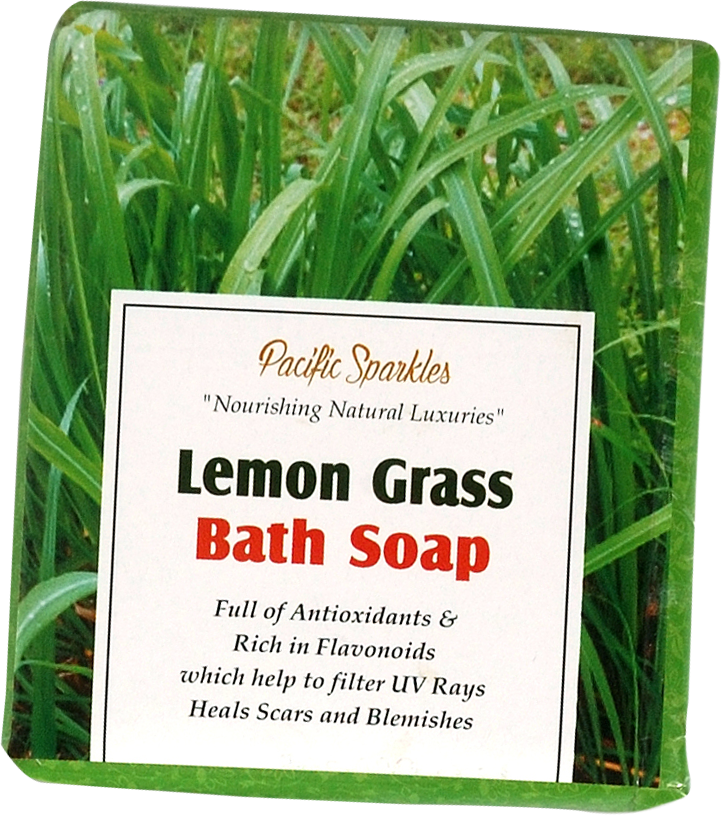 Pacific Sparkles
"Nourishing Natural Luxuries"
Lemon Grass
Bath Soap
Full of Antioxidants &
Rich in Flavonoids
which help to filter UV Rays
Heals Scars and Blemishes